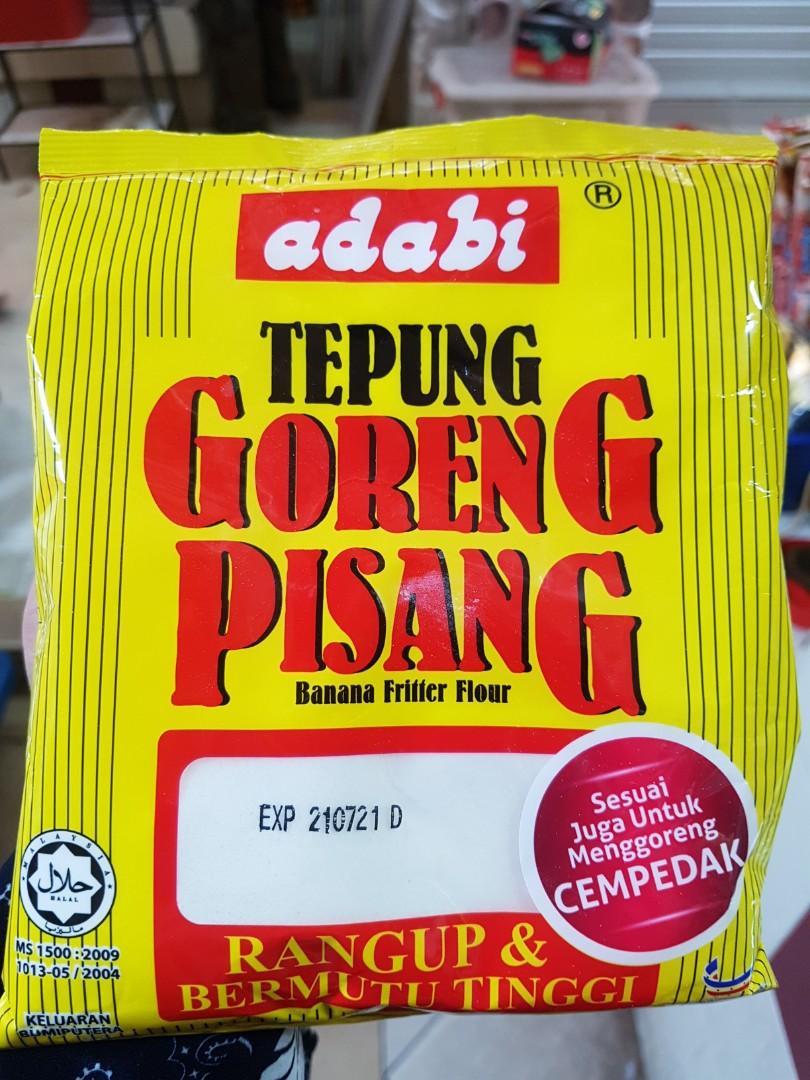 adabi ®
TEPUNG
GORENG
PISANG
Banana Fritter Flour
EXP 210721 D
Sesuai
Juga Untuk
Menggoreng
CEMPEDAK
MALAYSIA
حلال
HALAL
ماليزيا
MS 1500:2009
1013-05/2004
RANGUP &
BERMUTU TINGGI
KELUARAN
BUMIPUTERA